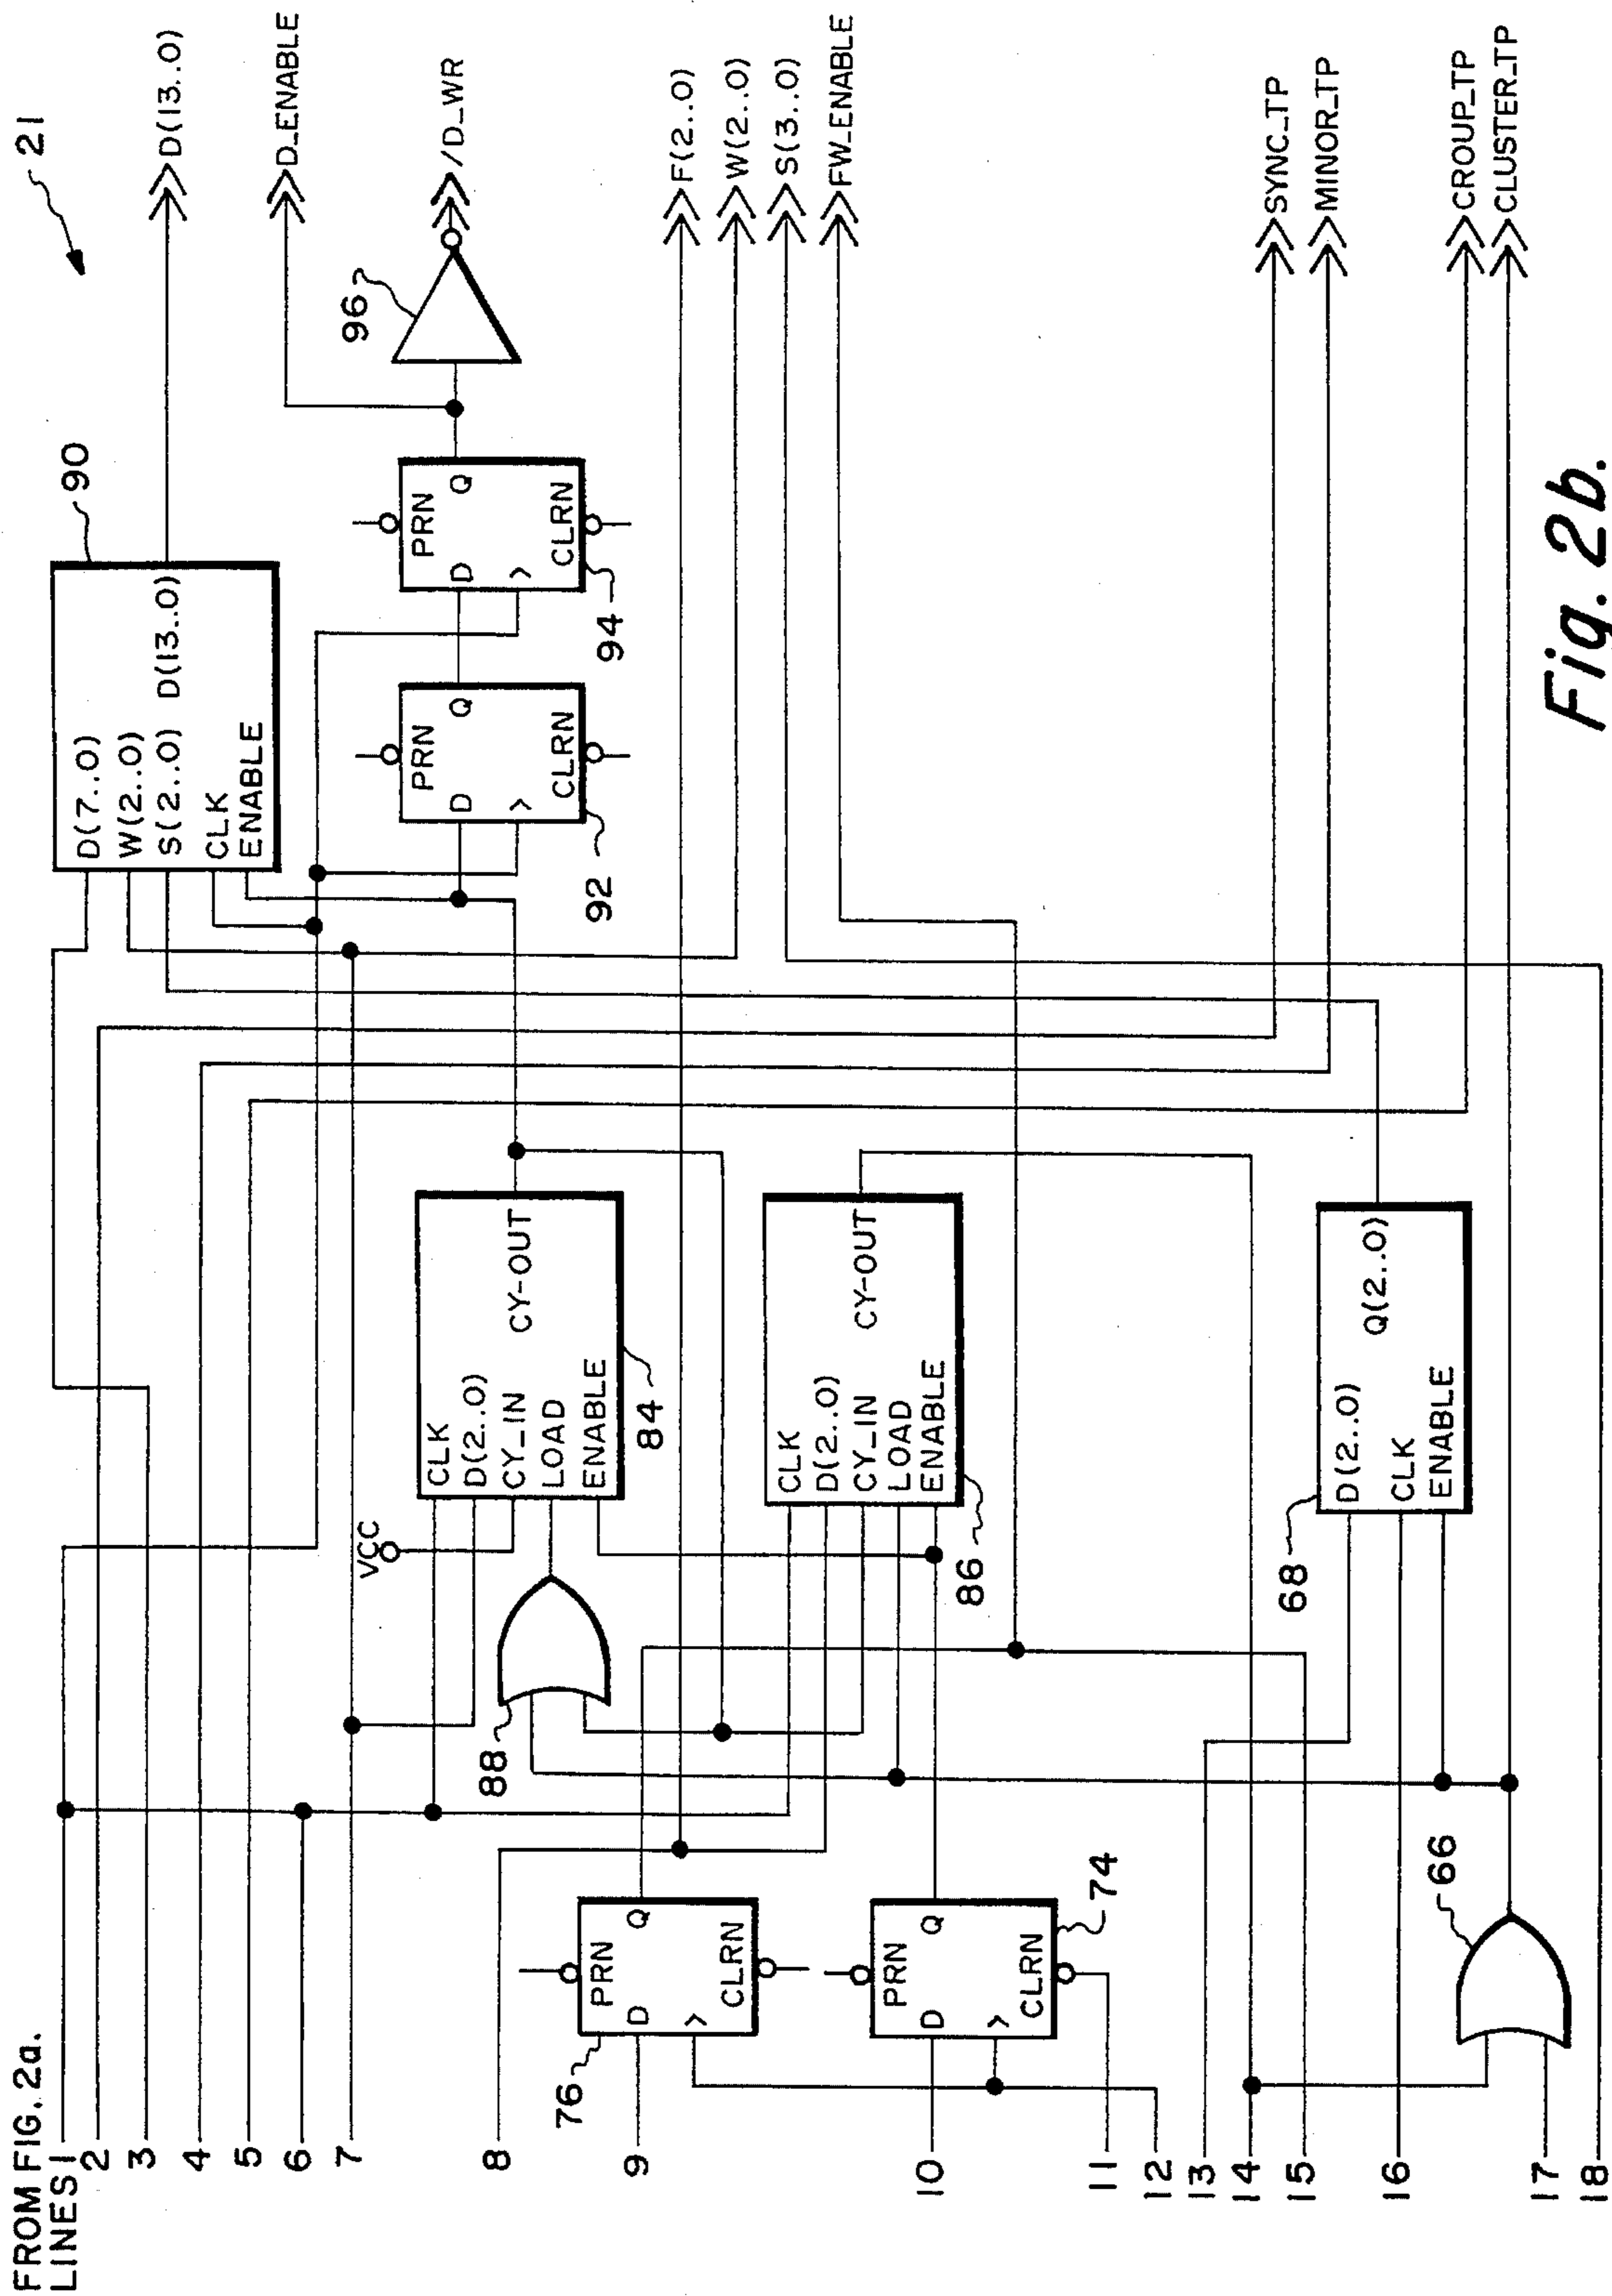 FROM FIG. 2a.
LINES 1
2
3
4
5
6
7
8
9
10
11
12
13
14
15
16
17
18
21
90
D(7..0)
W(2..0)
S(2..0) D(13..0)
CLK
ENABLE
D(13..0)
D_ENABLE
/D_WR
96
PRN
D Q
CLRN
92
PRN
D Q
CLRN
94
F(2..0)
W(2..0)
S(3..0)
FW_ENABLE
VCC
CLK
D(2..0)
CY_IN CY-OUT
LOAD
ENABLE
84
88
CLK
D(2..0)
CY_IN CY-OUT
LOAD
ENABLE
86
76
PRN
D Q
CLRN
PRN
D Q
CLRN
74
68
D(2..0)
Q(2..0)
CLK
ENABLE
66
SYNC_TP
MINOR_TP
CROUP_TP
CLUSTER_TP
Fig. 2b.